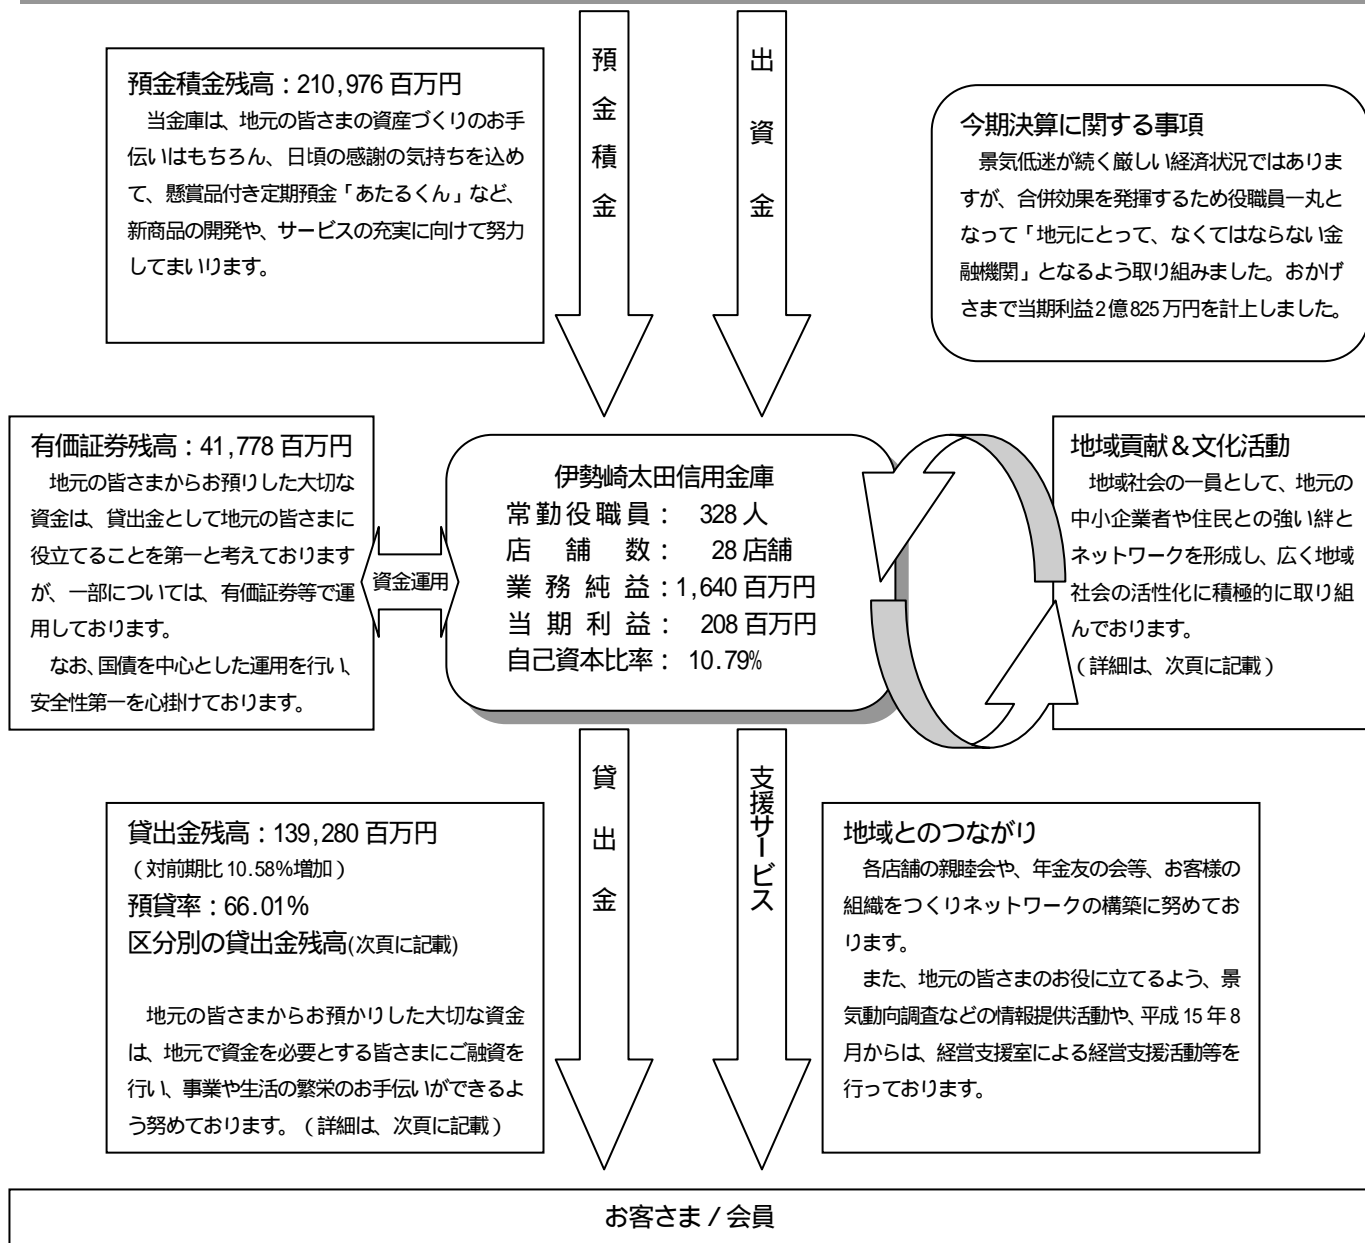 預金積金
出資金
預金積金残高:210,976 百万円
当金庫は、地元の皆さまの資産づくりのお手
伝いはもちろん、日頃の感謝の気持ちを込め
て、懸賞品付き定期預金「あたるくん」など、
新商品の開発や、サービスの充実に向けて努力
してまいります。
今期決算に関する事項
景気低迷が続く厳しい経済状況ではありま
すが、合併効果を発揮するため役職員一丸と
なって「地元にとって、なくてはならない金
融機関」となるよう取り組みました。おかげ
さまで当期利益2億825万円を計上しました。
有価証券残高:41,778 百万円
地元の皆さまからお預りした大切な
資金は、貸出金として地元の皆さまに
役立てることを第一と考えております
が、一部については、有価証券等で運
用しております。
なお、国債を中心とした運用を行い、
安全性第一を心掛けております。
資金運用
伊勢崎太田信用金庫
常勤役職員: 328 人
店舗数: 28 店舗
業務純益:1,640 百万円
当期利益: 208 百万円
自己資本比率: 10.79%
地域貢献&文化活動
地域社会の一員として、地元の
中小企業者や住民との強い絆と
ネットワークを形成し、広く地域
社会の活性化に積極的に取り組
んでおります。
(詳細は、次頁に記載)
貸出金
支援サービス
貸出金残高:139,280 百万円
(対前期比 10.58%増加)
預貸率:66.01%
区分別の貸出金残高(次頁に記載)
地元の皆さまからお預かりした大切な資金
は、地元で資金を必要とする皆さまにご融資を
行い、事業や生活の繁栄のお手伝いができるよ
う努めております。(詳細は、次頁に記載)
地域とのつながり
各店舗の親睦会や、年金友の会等、お客様の
組織をつくりネットワークの構築に努めてお
ります。
また、地元の皆さまのお役に立てるよう、景
気動向調査などの情報提供活動や、平成 15 年 8
月からは、経営支援室による経営支援活動等を
行っております。
お客さま / 会員